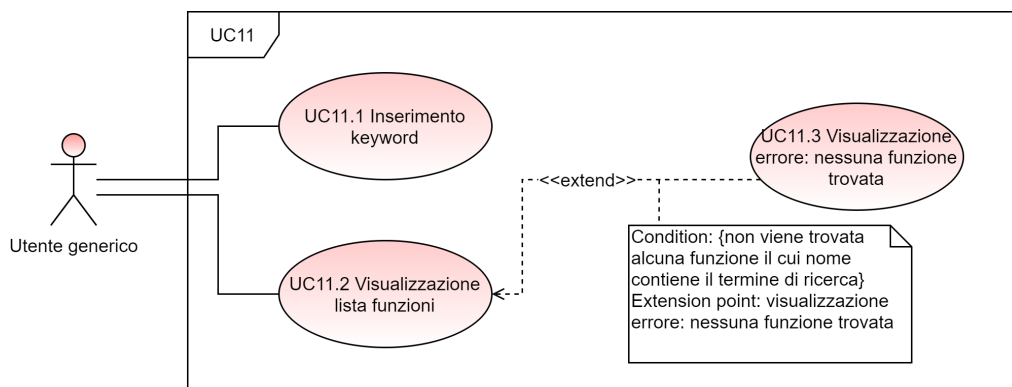 UC11
UC11.1 Inserimento
keyword
UC11.3 Visualizzazione
errore: nessuna funzione
trovata
<<extend>>
Utente generico
UC11.2 Visualizzazione
lista funzioni
Condition: {non viene trovata
alcuna funzione il cui nome
contiene il termine di ricerca}
Extension point: visualizzazione
errore: nessuna funzione trovata